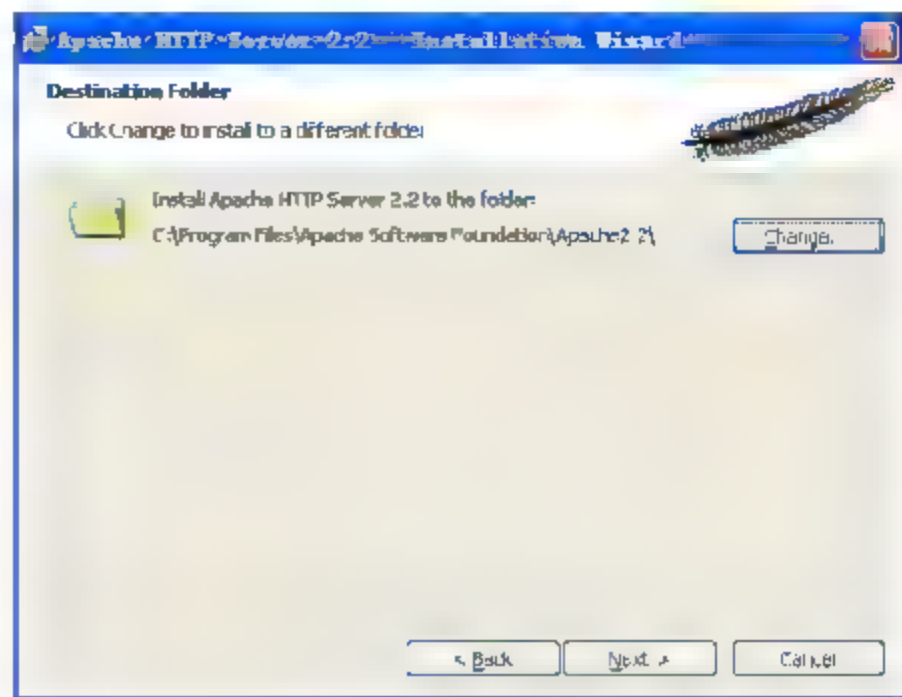 Apache HTTP Server 2.2 - Installation Wizard
Destination Folder
Click Change to install to a different folder
Install Apache HTTP Server 2.2 to the folder:
C:\Program Files\Apache Software Foundation\Apache2.2\
Change...
< Back
Next >
Cancel